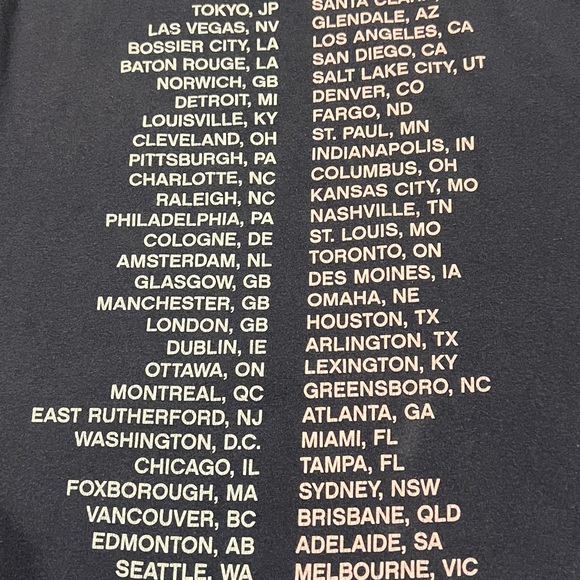 TOKYO, JP
LAS VEGAS, NV
BOSSIER CITY, LA
BATON ROUGE, LA
NORWICH, GB
DETROIT, MI
LOUISVILLE, KY
CLEVELAND, OH
PITTSBURGH, PA
CHARLOTTE, NC
RALEIGH, NC
PHILADELPHIA, PA
COLOGNE, DE
AMSTERDAM, NL
GLASGOW, GB
MANCHESTER, GB
LONDON, GB
DUBLIN, IE
OTTAWA, ON
MONTREAL, QC
EAST RUTHERFORD, NJ
WASHINGTON, D.C.
CHICAGO, IL
FOXBOROUGH, MA
VANCOUVER, BC
EDMONTON, AB
SEATTLE, WA
SANTA
GLENDALE, AZ
LOS ANGELES, CA
SAN DIEGO, CA
SALT LAKE CITY, UT
DENVER, CO
FARGO, ND
ST. PAUL, MN
INDIANAPOLIS, IN
COLUMBUS, OH
KANSAS CITY, MO
NASHVILLE, TN
ST. LOUIS, MO
TORONTO, ON
DES MOINES, IA
OMAHA, NE
HOUSTON, TX
ARLINGTON, TX
LEXINGTON, KY
GREENSBORO, NC
ATLANTA, GA
MIAMI, FL
TAMPA, FL
SYDNEY, NSW
BRISBANE, QLD
ADELAIDE, SA
MELBOURNE, VIC